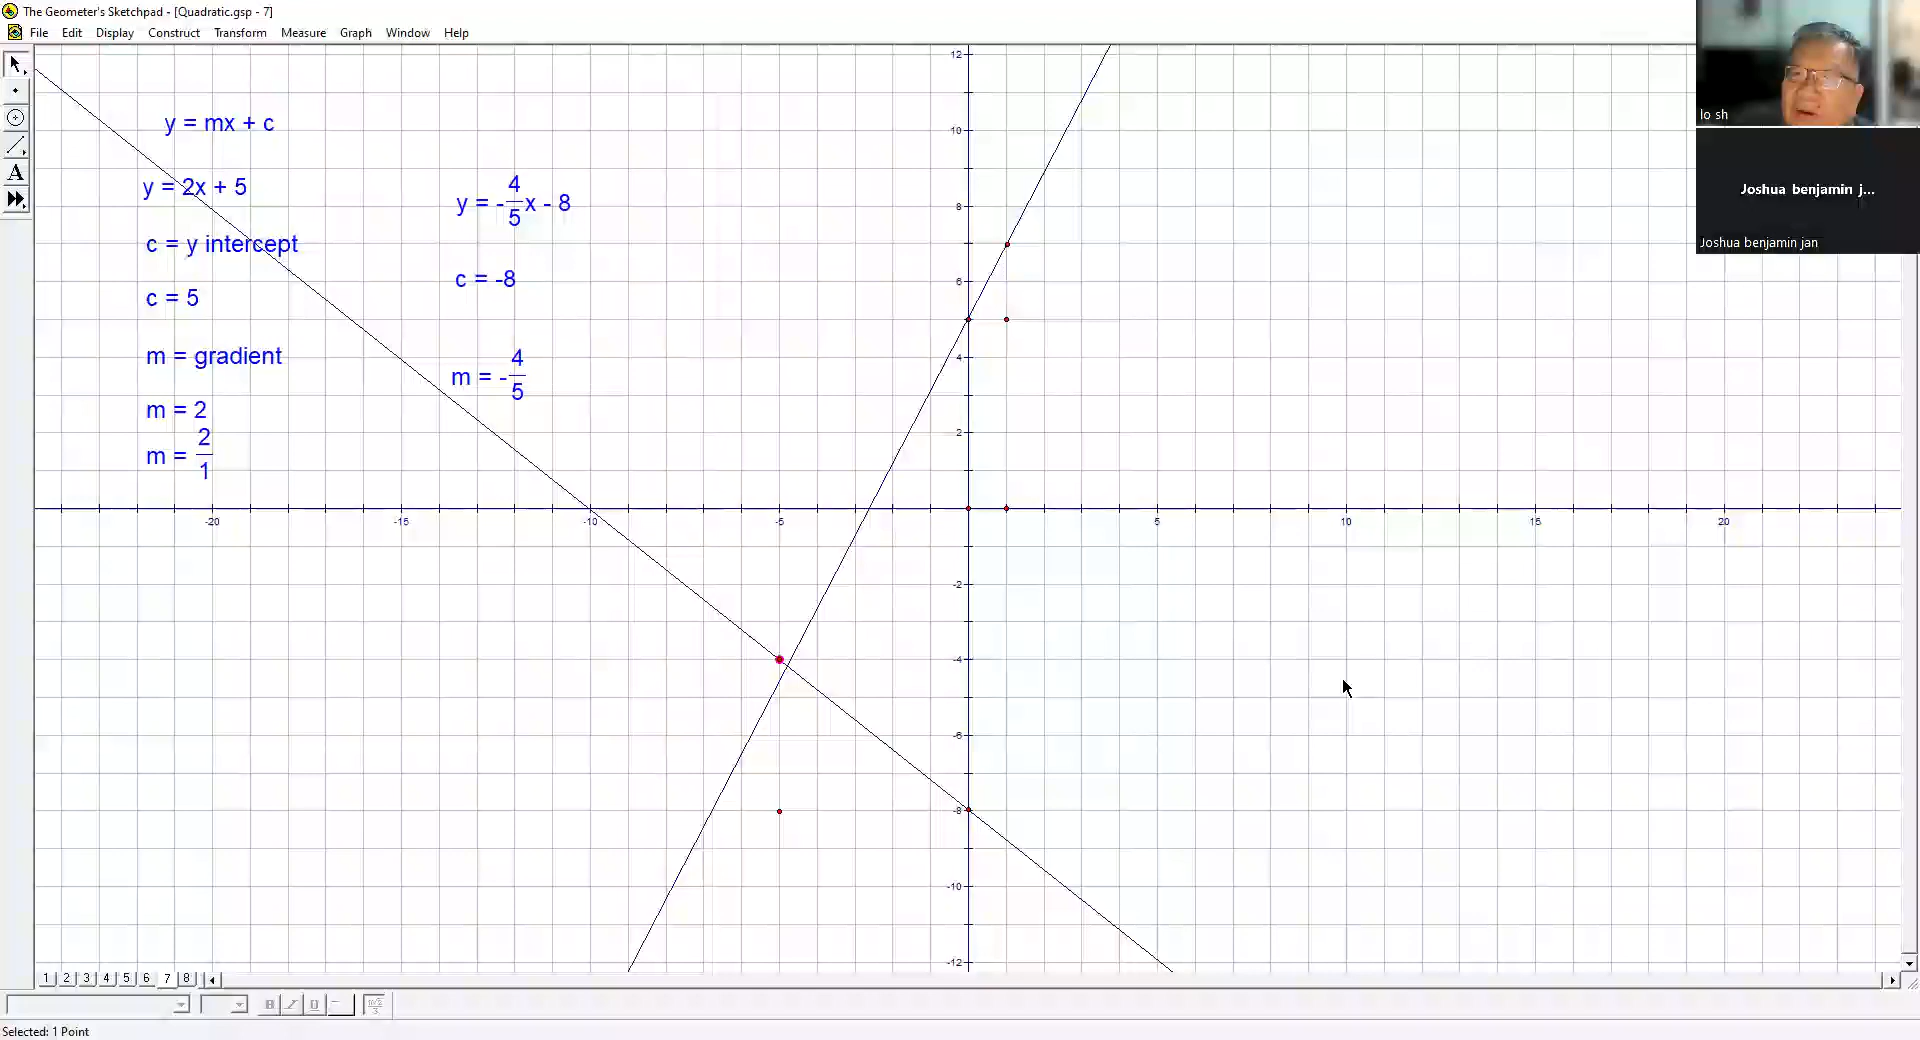 The Geometer's Sketchpad - [Quadratic.gsp - 7]
File Edit Display Construct Transform Measure Graph Window Help
y = mx + c
y = 2x + 5
c = y intercept
c = 5
m = gradient
m = 2
m = 2/1
y = -4/5x - 8
c = -8
m = -4/5
12
10
8
6
4
2
-20 -15 -10 -5 5 10 15 20
-2
-4
-6
-8
-10
-12
lo sh
Joshua benjamin j...
Joshua benjamin jan
A
1 2 3 4 5 6 7 8
B I U
Selected: 1 Point